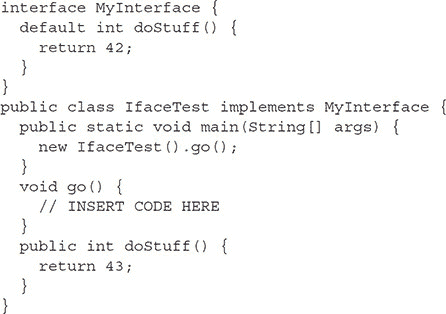 interface MyInterface {
  default int doStuff() {
    return 42;
  }
}
public class IfaceTest implements MyInterface {
  public static void main(String[] args) {
    new IfaceTest().go();
  }
  void go() {
    // INSERT CODE HERE
  }
  public int doStuff() {
    return 43;
  }
}